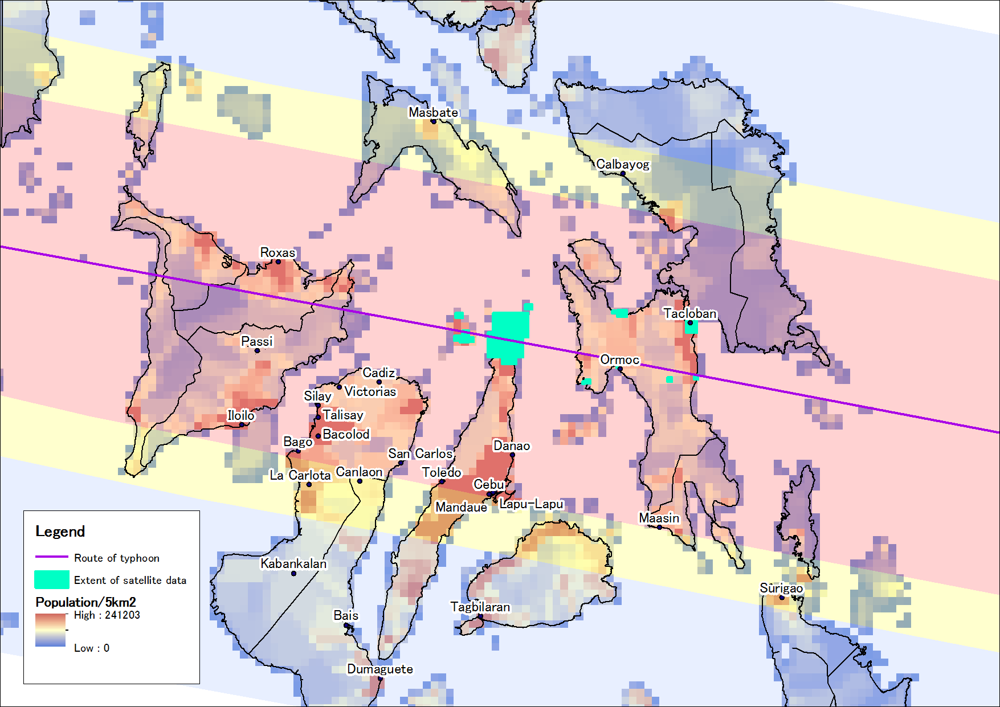 Masbate
Calbayog
Roxas
Tacloban
Passi
Ormoc
Cadiz
Victorias
Silay
Talisay
Iloilo
Bacolod
Bago
San Carlos
Danao
La Carlota
Canlaon
Toledo
Cebu
Mandaue
Lapu-Lapu
Maasin
Kabankalan
Surigao
Tagbilaran
Bais
Dumaguete
Legend
Route of typhoon
Extent of satellite data
Population/5km2
High : 241203
Low : 0